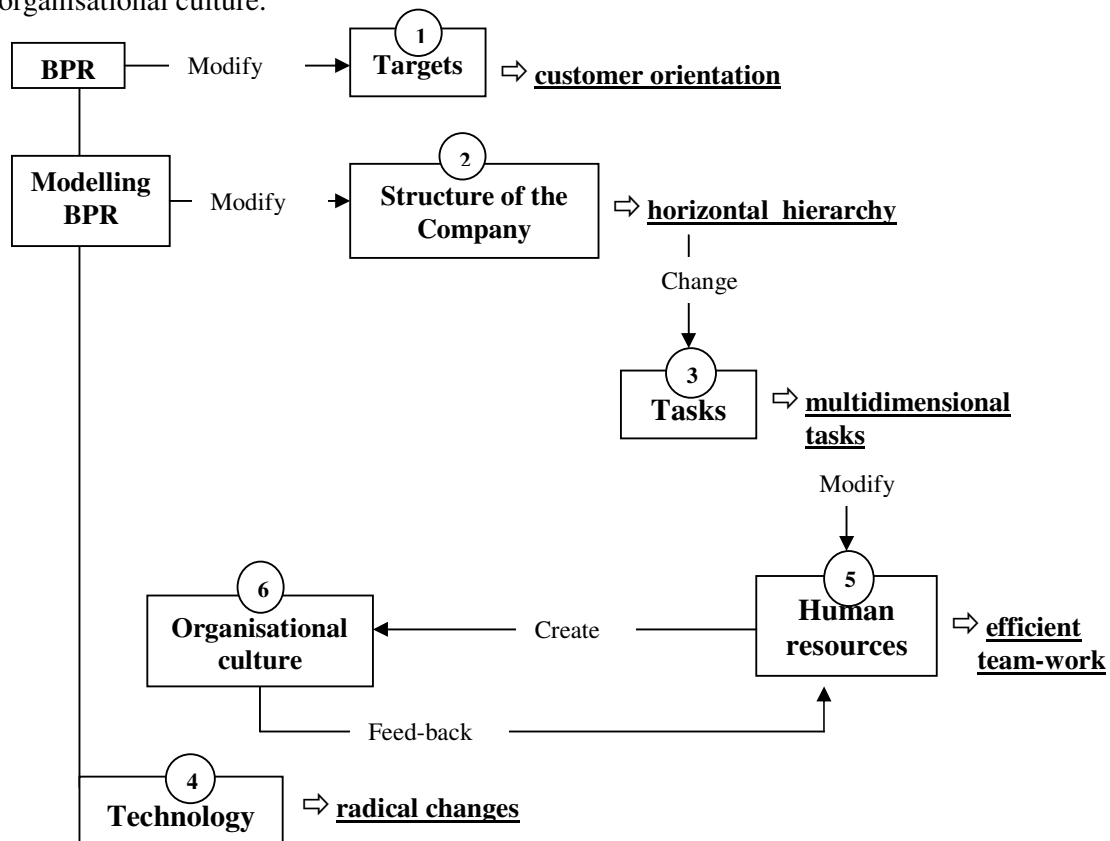 organisational culture.
1
BPR
Modify
Targets
customer orientation
2
Modelling
BPR
Modify
Structure of the
Company
horizontal hierarchy
Change
3
Tasks
multidimensional
tasks
Modify
6
5
Organisational
culture
Create
Human
resources
efficient
team-work
Feed-back
4
Technology
radical changes